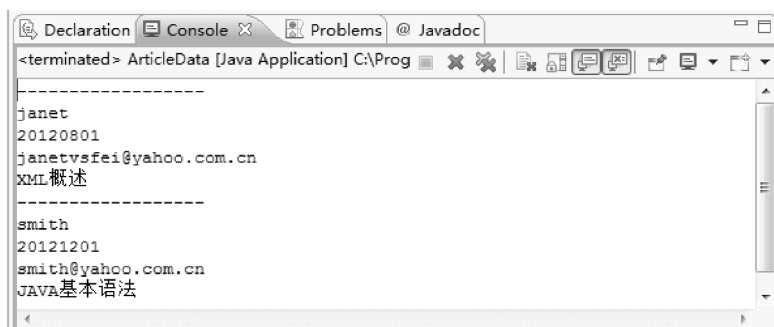 Declaration Console Problems @ Javadoc
<terminated> ArticleData [Java Application] C:\Prog
------------------
janet
20120801
janetvsfei@yahoo.com.cn
XML概述
------------------
smith
20121201
smith@yahoo.com.cn
JAVA基本语法